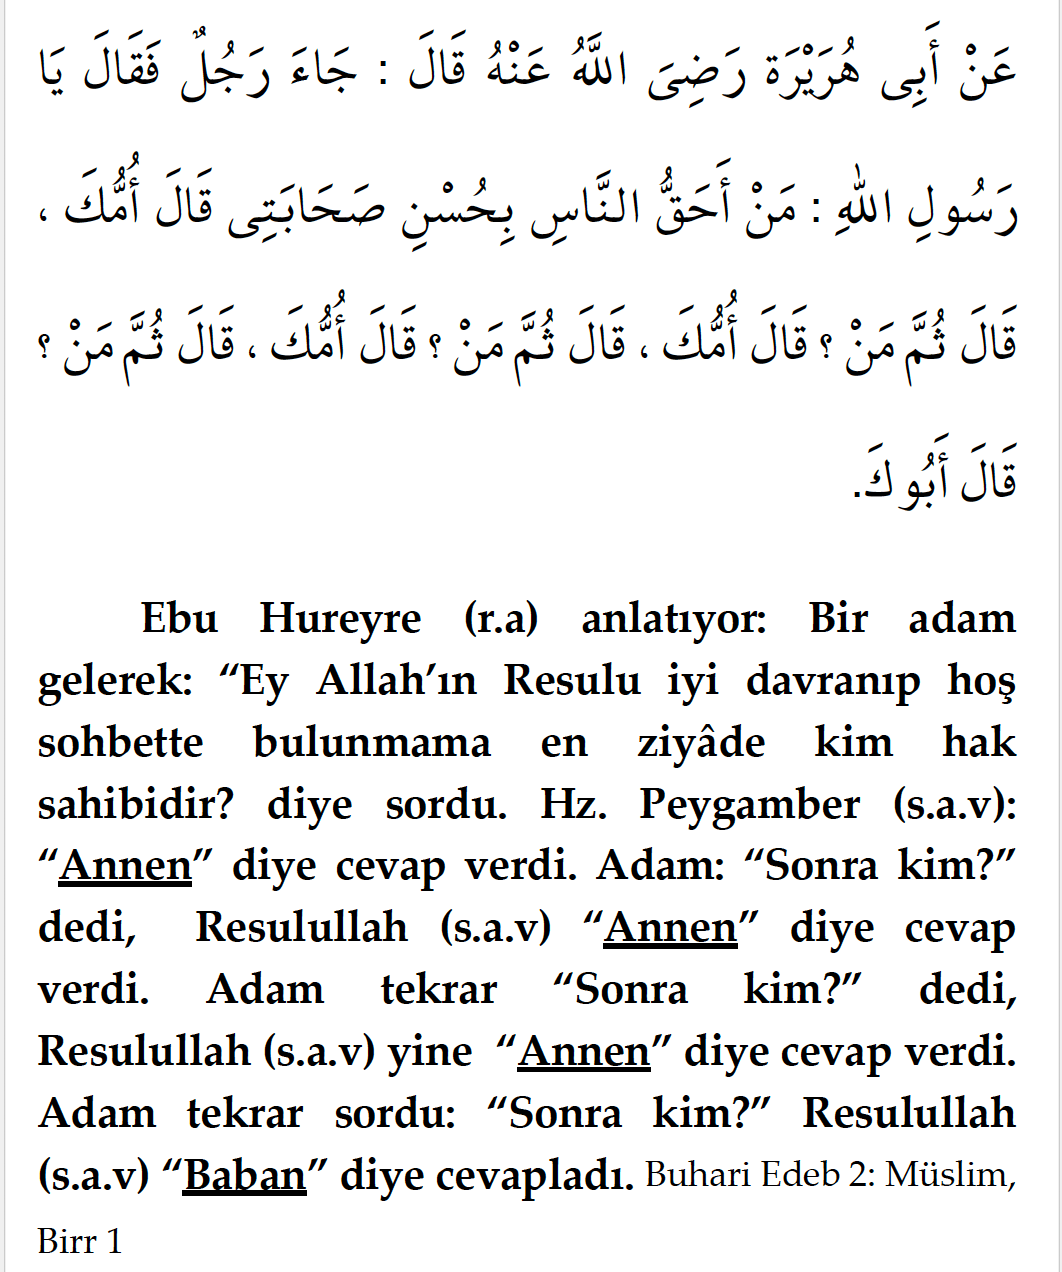 عَنْ أَبِى هُرَيْرَة رَضِىَ اللَّهُ عَنْهُ قَالَ : جَاءَ رَجُلٌ فَقَالَ يَا
رَسُولِ اللهِ : مَنْ أَحَقُّ النَّاسِ بِحُسْنِ صَحَابَتِى قَالَ أُمُّكَ ،
قَالَ ثُمَّ مَنْ ؟ قَالَ أُمُّكَ ، قَالَ ثُمَّ مَنْ ؟ قَالَ أُمُّكَ ، قَالَ ثُمَّ مَنْ ؟
قَالَ أَبُوكَ.
Ebu Hureyre (r.a) anlatıyor: Bir adam
gelerek: “Ey Allah’ın Resulu iyi davranıp hoş
sohbette bulunmama en ziyâde kim hak
sahibidir? diye sordu. Hz. Peygamber (s.a.v):
“Annen” diye cevap verdi. Adam: “Sonra kim?”
dedi, Resulullah (s.a.v) “Annen” diye cevap
verdi. Adam tekrar “Sonra kim?” dedi,
Resulullah (s.a.v) yine “Annen” diye cevap verdi.
Adam tekrar sordu: “Sonra kim?” Resulullah
(s.a.v) “Baban” diye cevapladı. Buhari Edeb 2: Müslim,
Birr 1